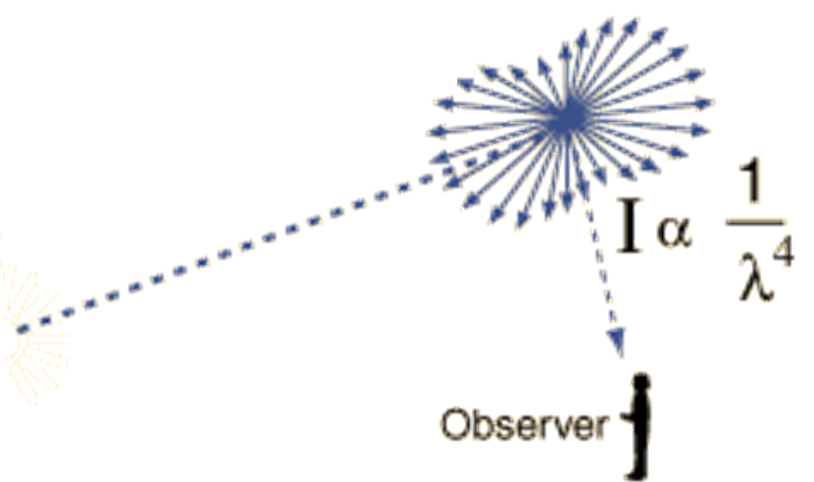 I α 1/λ⁴
Observer